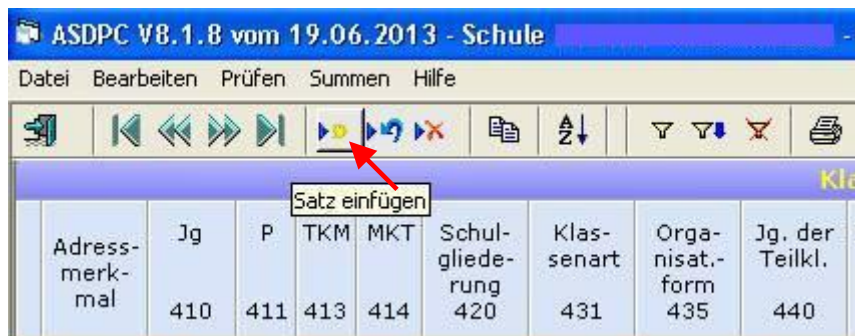 ASDPC V8.1.8 vom 19.06.2013 - Schule -
Datei Bearbeiten Prüfen Summen Hilfe
Satz einfügen
Adress-
merk-
mal
Jg
410
P
411
TKM
413
MKT
414
Schul-
gliede-
rung
420
Klas-
senart
431
Orga-
nisat.-
form
435
Jg. der
Teilkl.
440